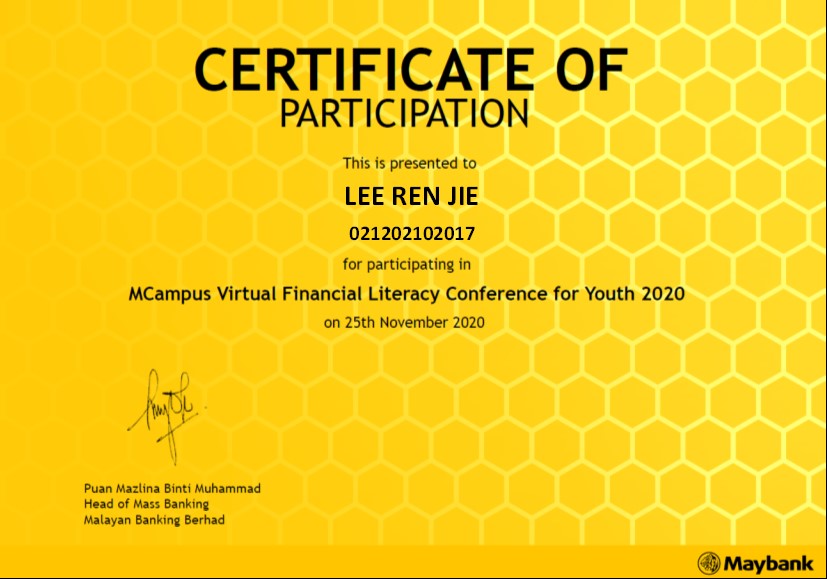 CERTIFICATE OF
PARTICIPATION
This is presented to
LEE REN JIE
021202102017
for participating in
MCampus Virtual Financial Literacy Conference for Youth 2020
on 25th November 2020
Puan Mazlina Binti Muhammad
Head of Mass Banking
Malayan Banking Berhad
Maybank